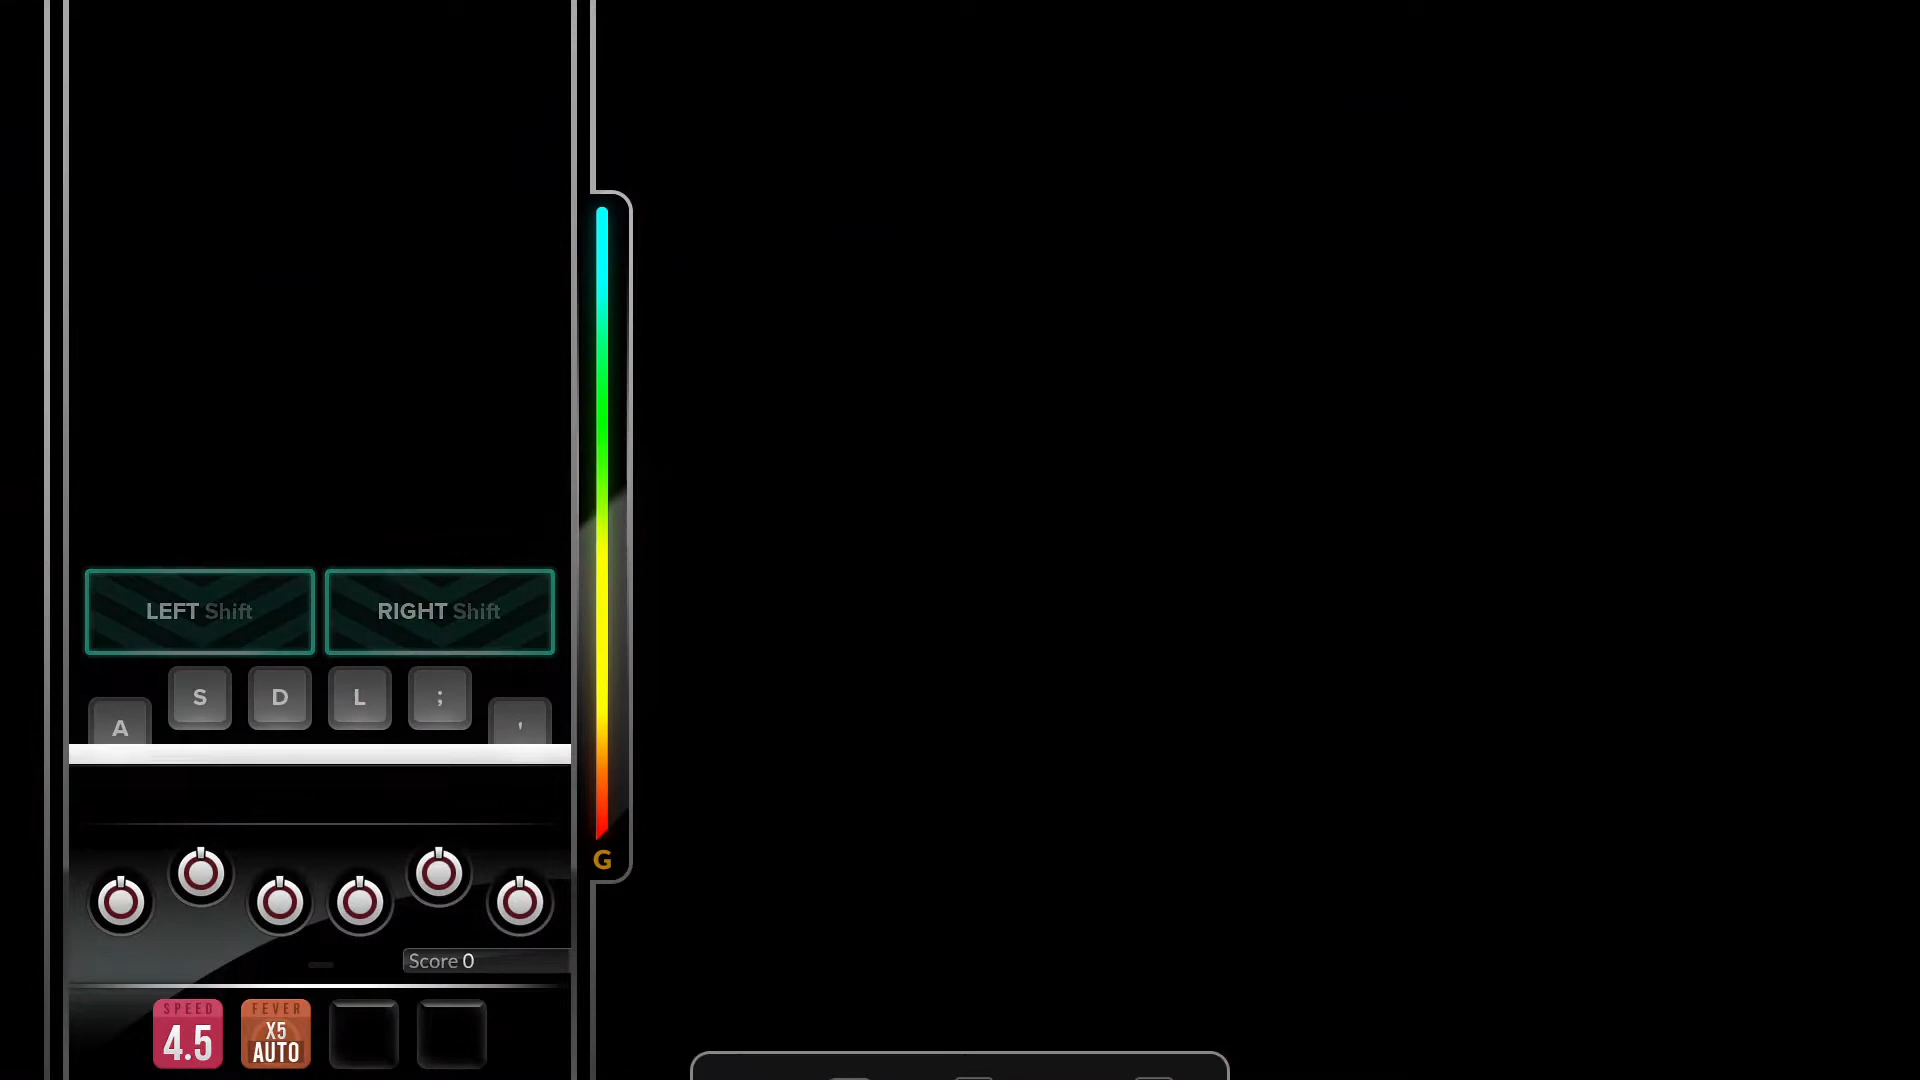 LEFT Shift
RIGHT Shift
S
D
L
;
A
'
G
Score 0
SPEED
4.5
FEVER
X5
AUTO